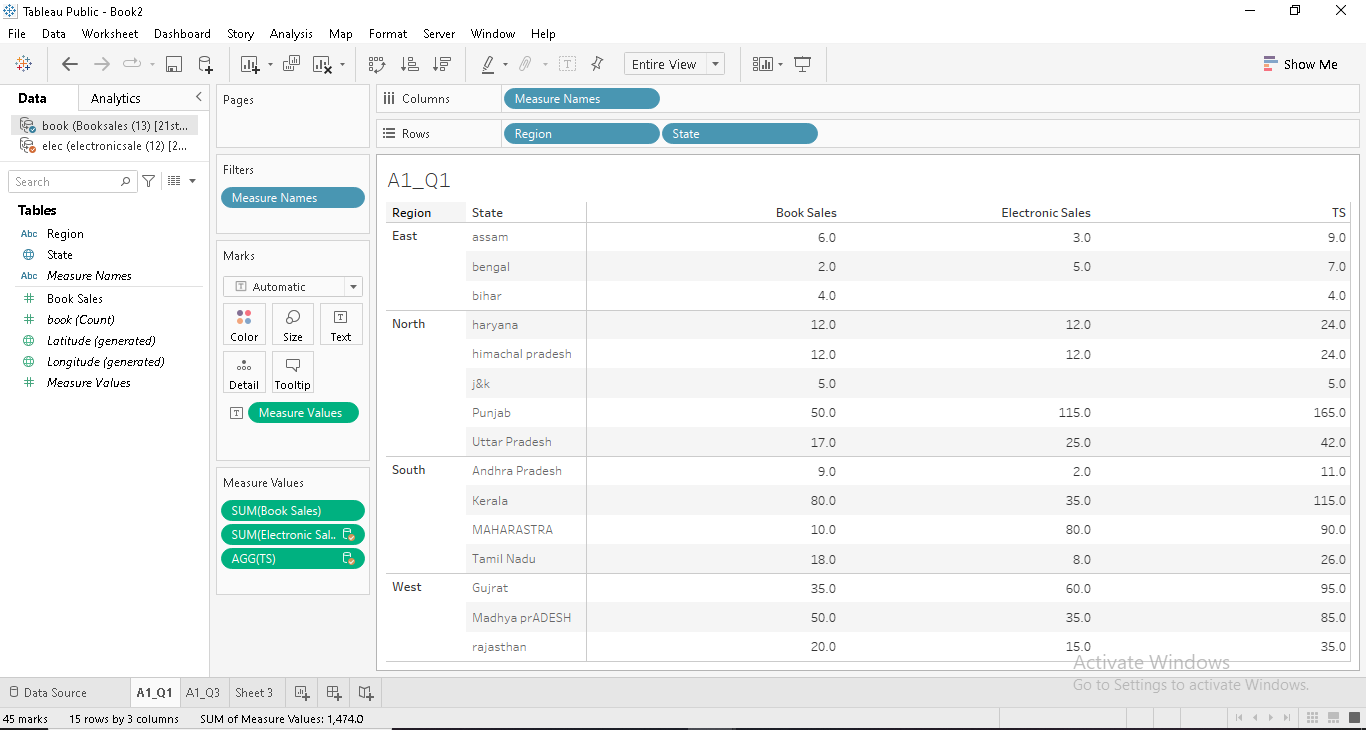 Tableau Public - Book2
File Data Worksheet Dashboard Story Analysis Map Format Server Window Help
Entire View
Show Me
Data Analytics
book (Booksales (13) [21st...
elec (electronicsale (12) [2...
Search
Tables
Abc Region
State
Abc Measure Names
# Book Sales
# book (Count)
Latitude (generated)
Longitude (generated)
# Measure Values
Pages
Filters
Measure Names
Marks
T Automatic
Color Size Text
Detail Tooltip
T Measure Values
Measure Values
SUM(Book Sales)
SUM(Electronic Sal..
AGG(TS)
Columns Measure Names
Rows Region State
A1_Q1
Region State Book Sales Electronic Sales TS
East assam 6.0 3.0 9.0
bengal 2.0 5.0 7.0
bihar 4.0 4.0
North haryana 12.0 12.0 24.0
himachal pradesh 12.0 12.0 24.0
j&k 5.0 5.0
Punjab 50.0 115.0 165.0
Uttar Pradesh 17.0 25.0 42.0
South Andhra Pradesh 9.0 2.0 11.0
Kerala 80.0 35.0 115.0
MAHARASTRA 10.0 80.0 90.0
Tamil Nadu 18.0 8.0 26.0
West Gujrat 35.0 60.0 95.0
Madhya prADESH 50.0 35.0 85.0
rajasthan 20.0 15.0 35.0
Activate Windows
Go to Settings to activate Windows.
Data Source A1_Q1 A1_Q3 Sheet 3
45 marks 15 rows by 3 columns SUM of Measure Values: 1,474.0